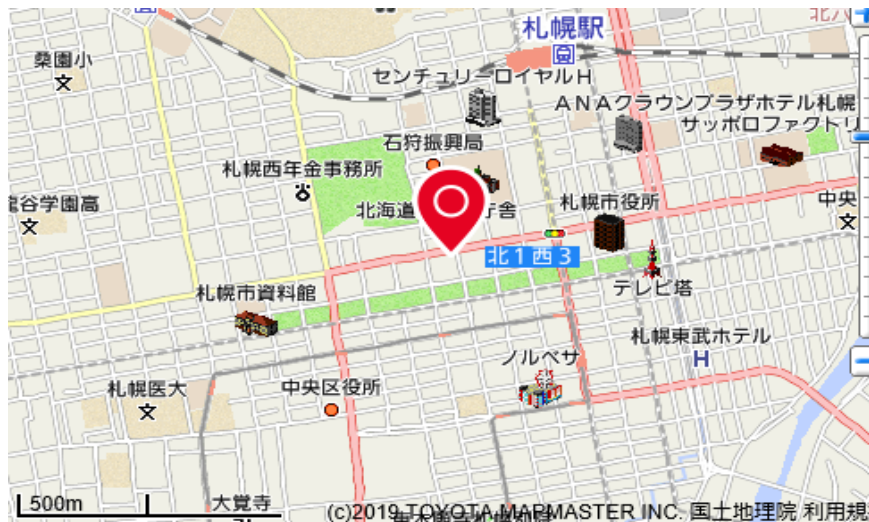 札幌駅
桑園小
センチュリーロイヤルH
ANAクラウンプラザホテル札幌
サッポロファクトリ
石狩振興局
札幌西年金事務所
龍谷学園高
北海道
庁舎
札幌市役所
中央
北1西3
テレビ塔
札幌市資料館
札幌東武ホテル
H
ノルベサ
札幌医大
中央区役所
500m
大覚寺
(c)2019 TOYOTA MAPMASTER INC. 国土地理院 利用規